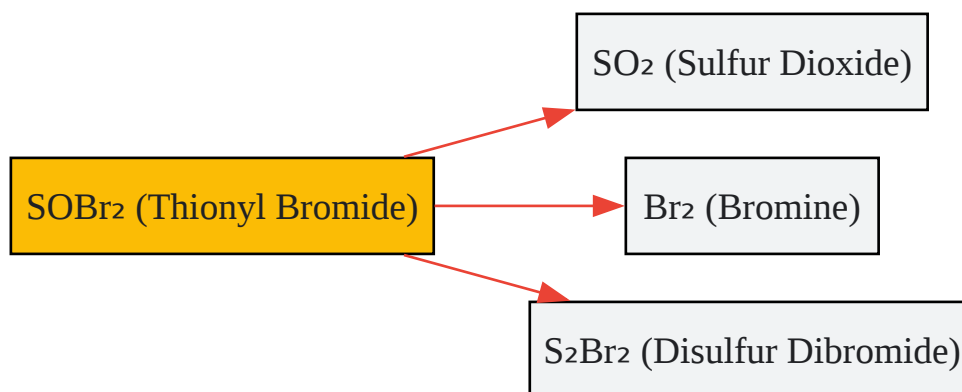 SO₂ (Sulfur Dioxide)
SOBr₂ (Thionyl Bromide)
Br₂ (Bromine)
S₂Br₂ (Disulfur Dibromide)